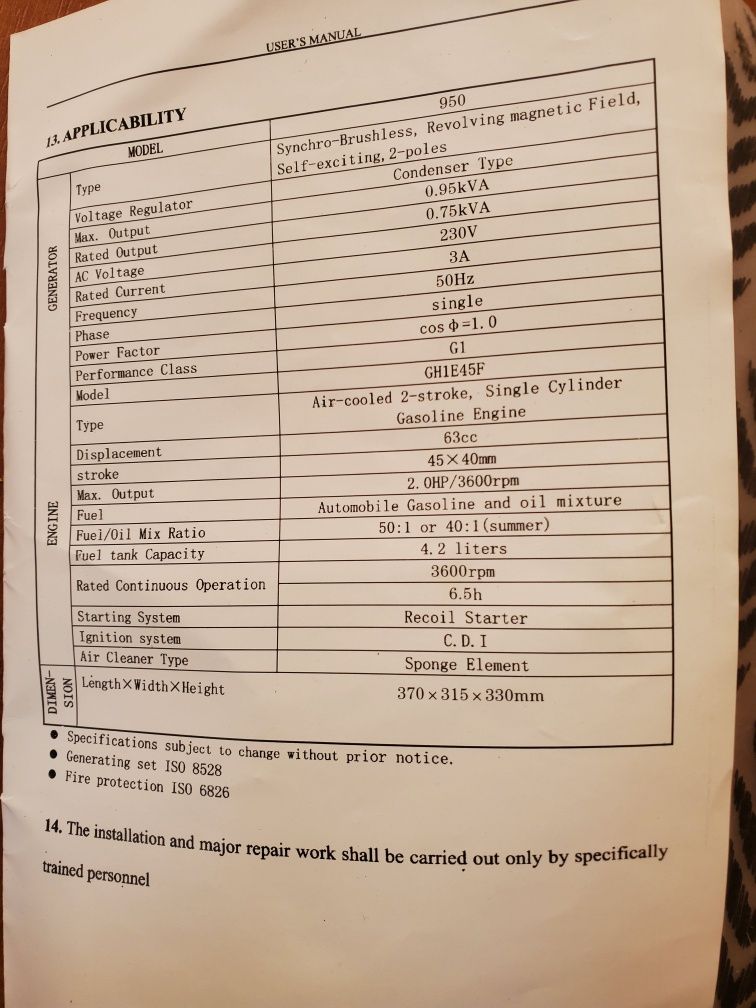 USER'S MANUAL
13. APPLICABILITY
MODEL 950
GENERATOR
Type Synchro-Brushless, Revolving magnetic Field,
Self-exciting, 2-poles
Voltage Regulator Condenser Type
Max. Output 0.95kVA
Rated Output 0.75kVA
AC Voltage 230V
Rated Current 3A
Frequency 50Hz
Phase single
Power Factor cosφ=1.0
Performance Class G1
ENGINE
Model GH1E45F
Type Air-cooled 2-stroke, Single Cylinder
Gasoline Engine
Displacement 63cc
stroke 45×40mm
Max. Output 2.0HP/3600rpm
Fuel Automobile Gasoline and oil mixture
Fuel/Oil Mix Ratio 50:1 or 40:1(summer)
Fuel tank Capacity 4.2 liters
Rated Continuous Operation 3600rpm
6.5h
Starting System Recoil Starter
Ignition system C.D.I
Air Cleaner Type Sponge Element
DIMEN-
SION
Length×Width×Height 370×315×330mm
● Specifications subject to change without prior notice.
● Generating set ISO 8528
● Fire protection ISO 6826
14. The installation and major repair work shall be carried out only by specifically
trained personnel